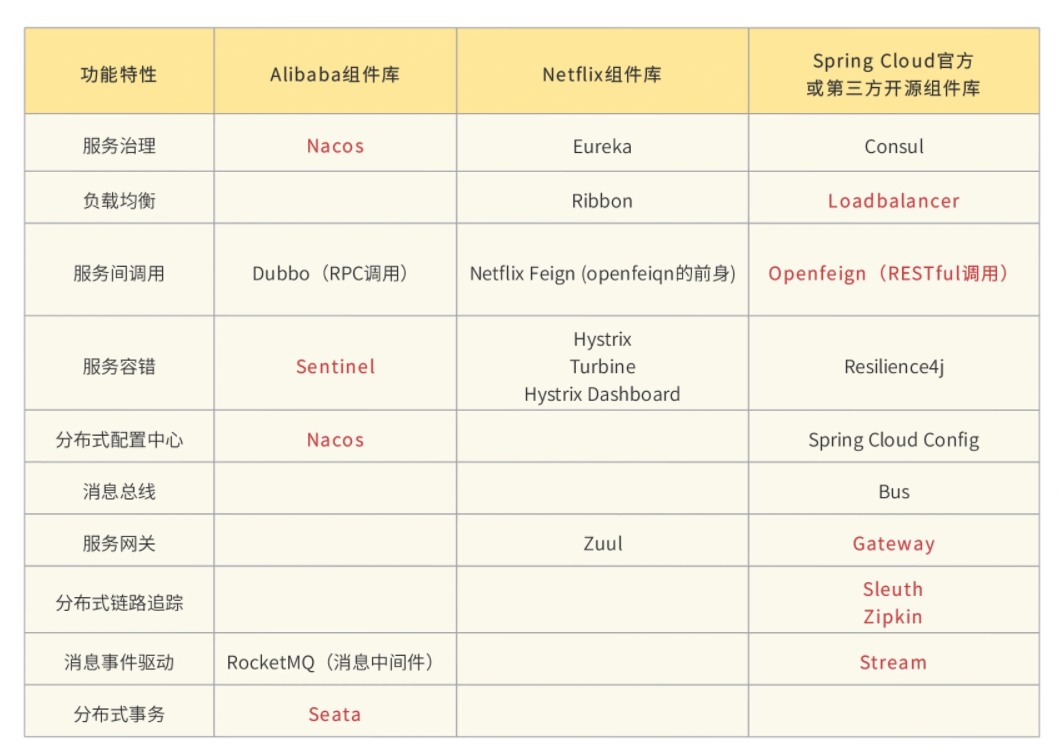 功能特性
Alibaba组件库
Netflix组件库
Spring Cloud官方
或第三方开源组件库
服务治理
Nacos
Eureka
Consul
负载均衡
Ribbon
Loadbalancer
服务间调用
Dubbo（RPC调用）
Netflix Feign (openfeiqn的前身)
Openfeign（RESTful调用）
服务容错
Sentinel
Hystrix
Turbine
Hystrix Dashboard
Resilience4j
分布式配置中心
Nacos
Spring Cloud Config
消息总线
Bus
服务网关
Zuul
Gateway
分布式链路追踪
Sleuth
Zipkin
消息事件驱动
RocketMQ（消息中间件）
Stream
分布式事务
Seata